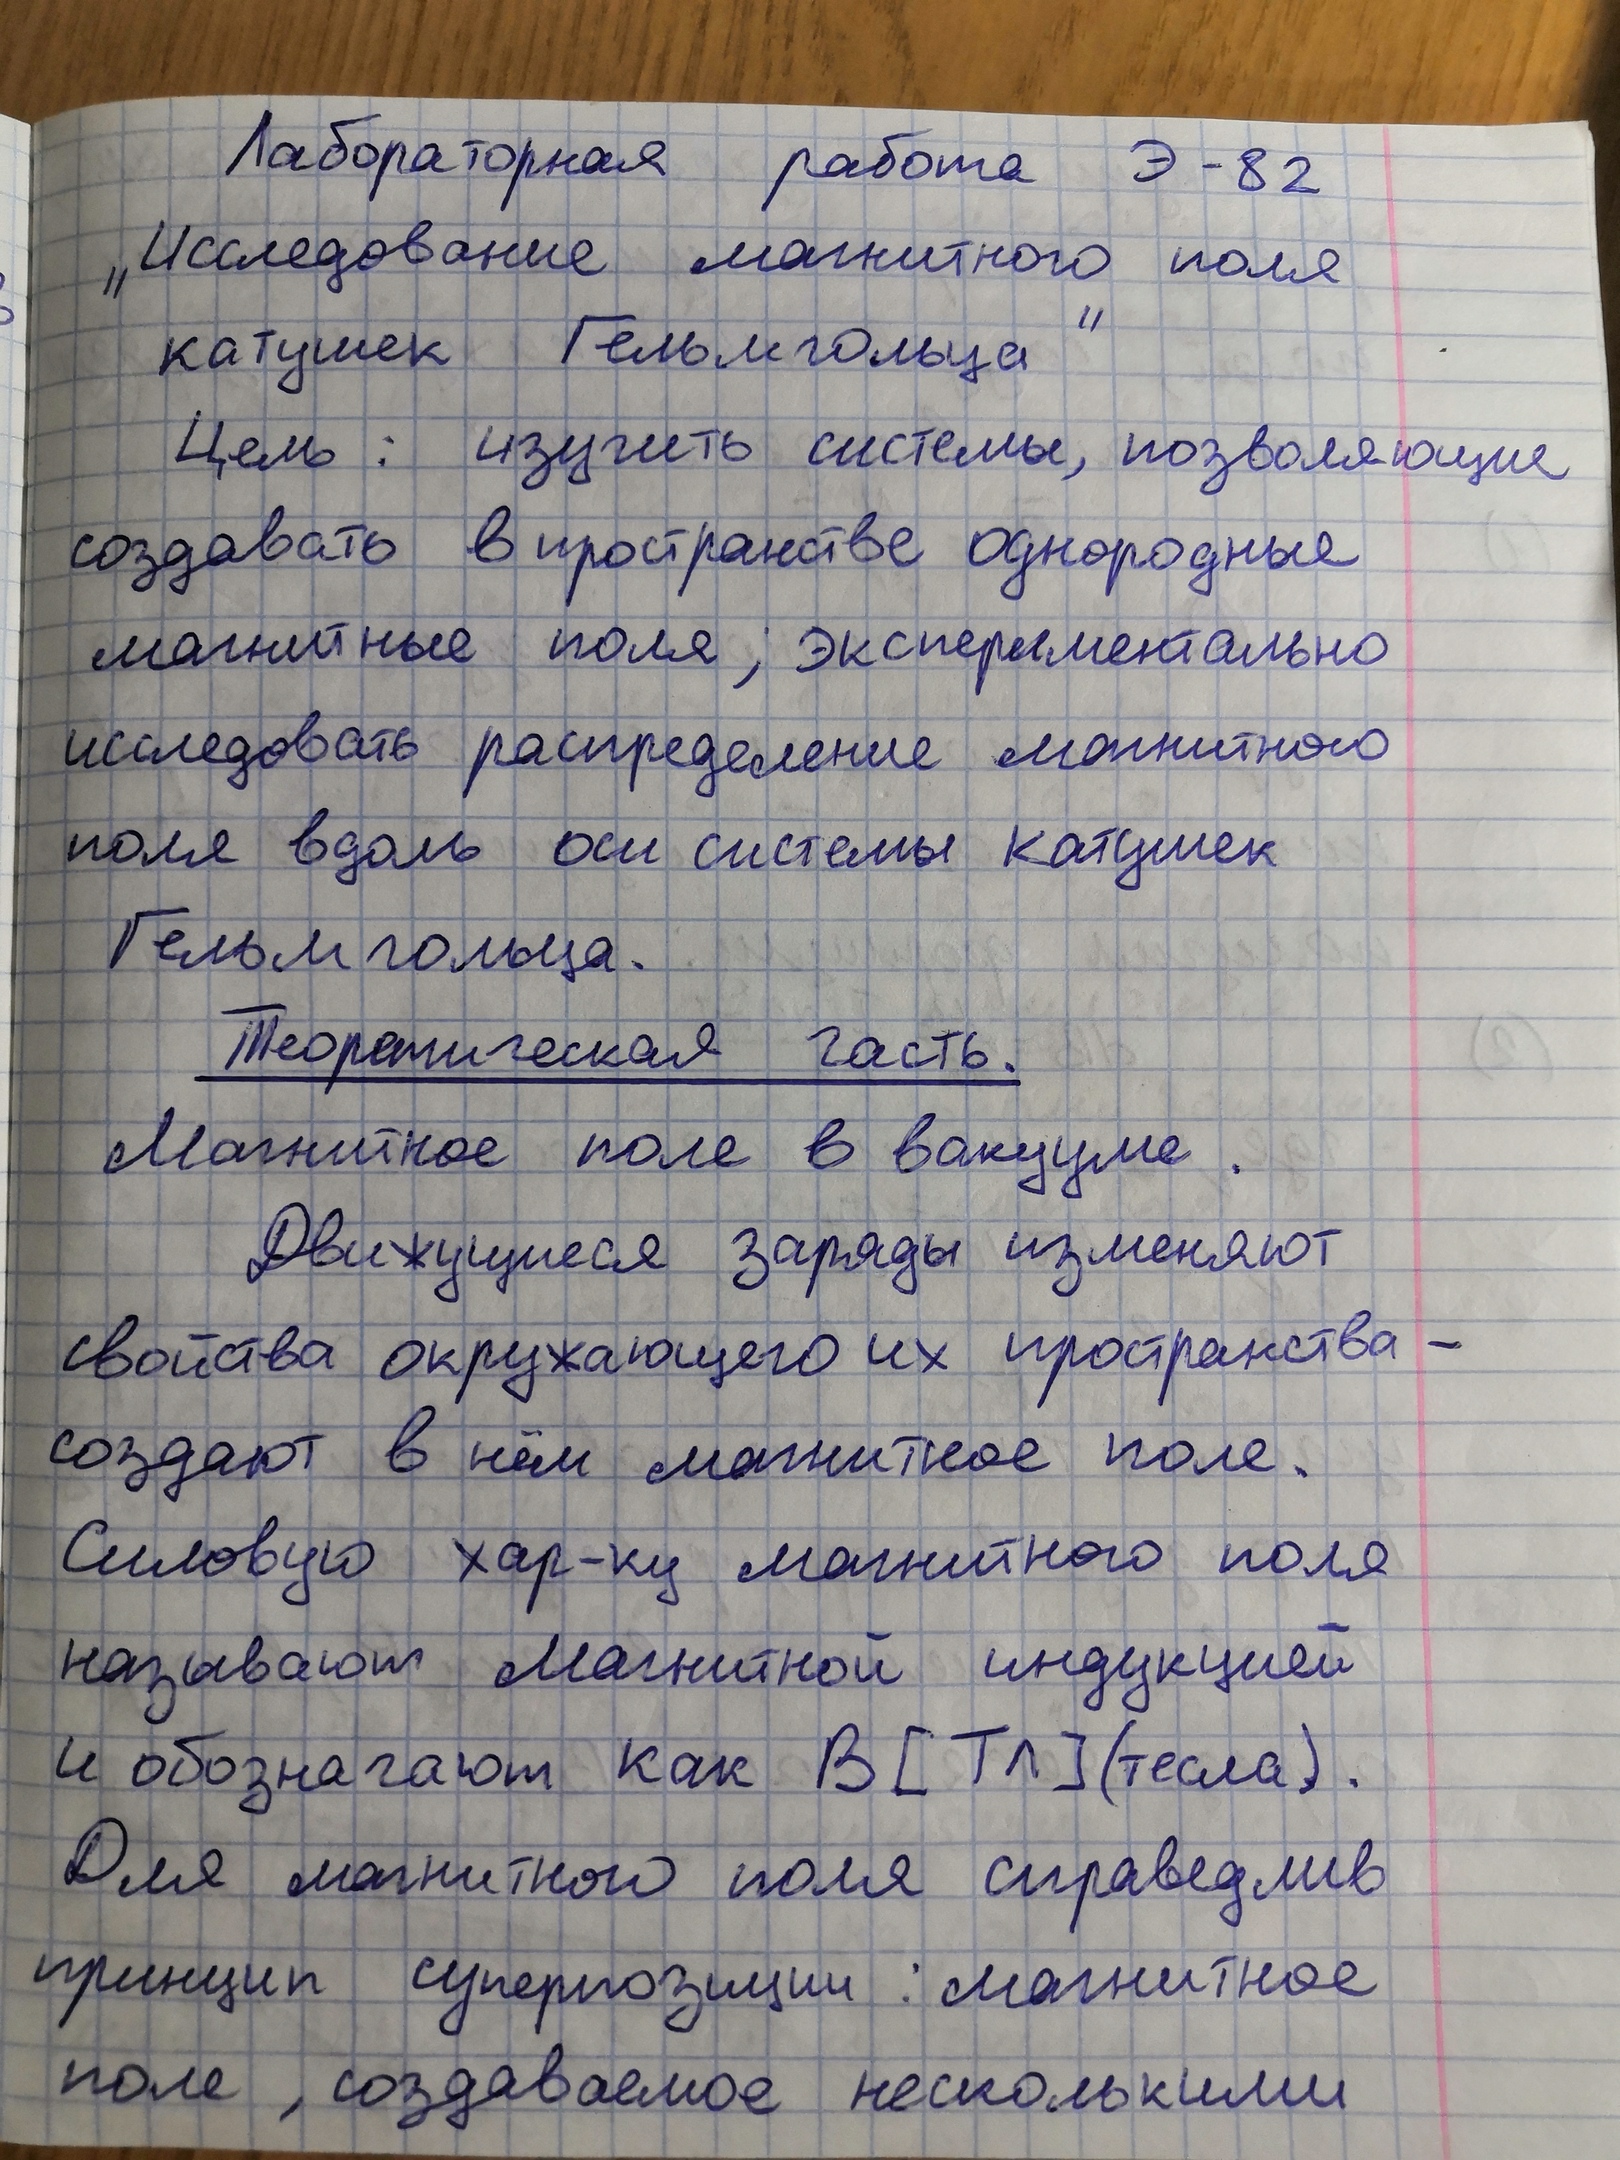 Лабораторная работа Э-82
„Исследование магнитного поля
катушек Гельмгольца"
Цель: изучить системы, позволяющие
создавать в пространстве однородные
магнитные поля; экспериментально
исследовать распределение магнитного
поля вдоль оси системы катушек
Гельмгольца.
Теоретическая часть.
Магнитное поле в вакууме.
Движущиеся заряды изменяют
свойства окружающего их пространства -
создают в нём магнитное поле.
Силовую хар-ку магнитного поля
называют магнитной индукцией
и обозначают как В[Тл](тесла).
Для магнитного поля справедлив
принцип суперпозиции: магнитное
поле, создаваемое несколькими